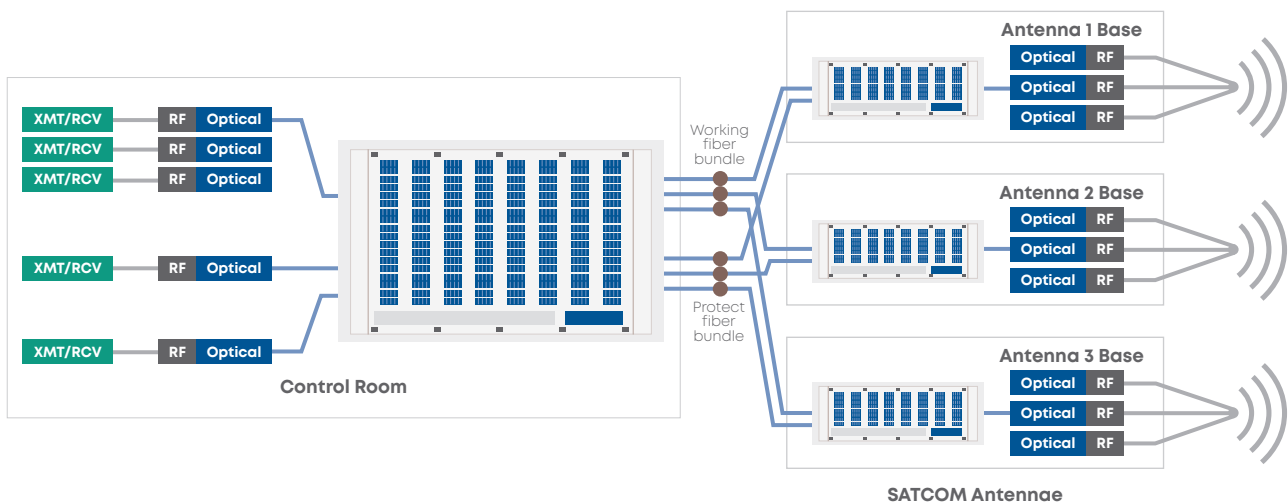 XMT/RCV RF Optical
XMT/RCV RF Optical
XMT/RCV RF Optical
XMT/RCV RF Optical
XMT/RCV RF Optical
Control Room
Working
fiber
bundle
Protect
fiber
bundle
Antenna 1 Base
Optical RF
Optical RF
Optical RF
Antenna 2 Base
Optical RF
Optical RF
Optical RF
Antenna 3 Base
Optical RF
Optical RF
Optical RF
SATCOM Antennae